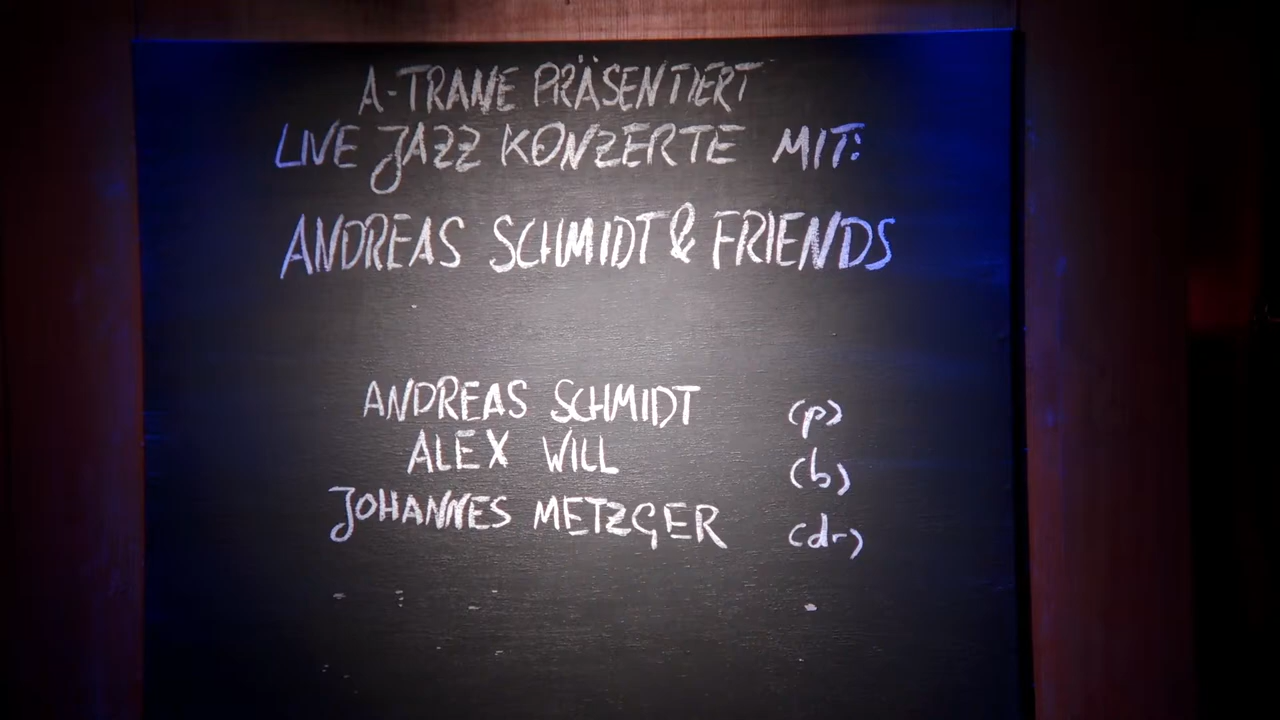 A-TRANE PRÄSENTIERT
LIVE JAZZ KONZERTE MIT:
ANDREAS SCHMIDT & FRIENDS
ANDREAS SCHMIDT (p)
ALEX WILL (b)
JOHANNES METZGER (dr)